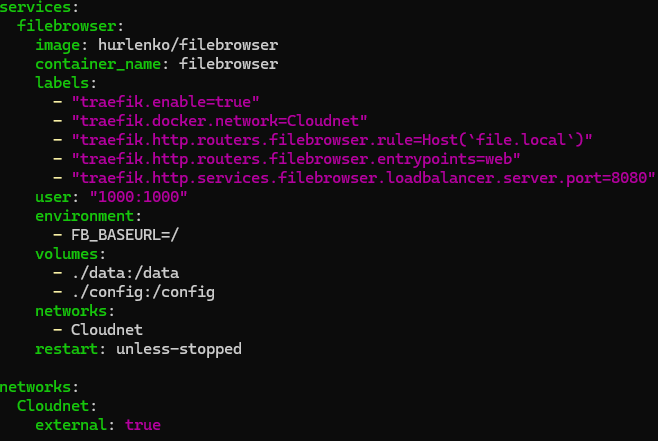 services:
  filebrowser:
    image: hurlenko/filebrowser
    container_name: filebrowser
    labels:
      - "traefik.enable=true"
      - "traefik.docker.network=Cloudnet"
      - "traefik.http.routers.filebrowser.rule=Host(`file.local`)"
      - "traefik.http.routers.filebrowser.entrypoints=web"
      - "traefik.http.services.filebrowser.loadbalancer.server.port=8080"
    user: "1000:1000"
    environment:
      - FB_BASEURL=/
    volumes:
      - ./data:/data
      - ./config:/config
    networks:
      - Cloudnet
    restart: unless-stopped

networks:
  Cloudnet:
    external: true